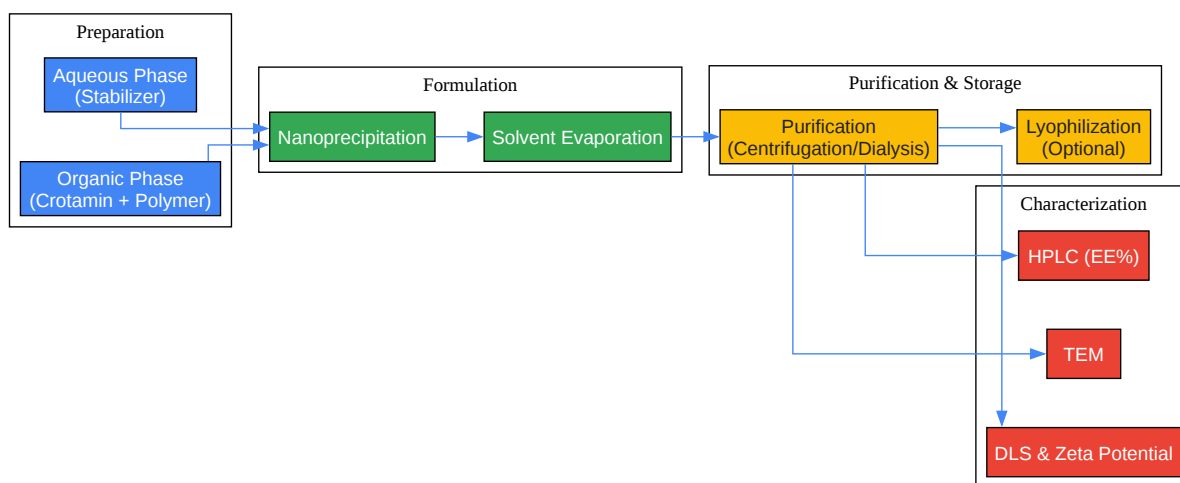 Preparation
Aqueous Phase
(Stabilizer)
Organic Phase
(Crotamin + Polymer)
Formulation
Nanoprecipitation
Solvent Evaporation
Purification & Storage
Purification
(Centrifugation/Dialysis)
Lyophilization
(Optional)
Characterization
HPLC (EE%)
TEM
DLS & Zeta Potential